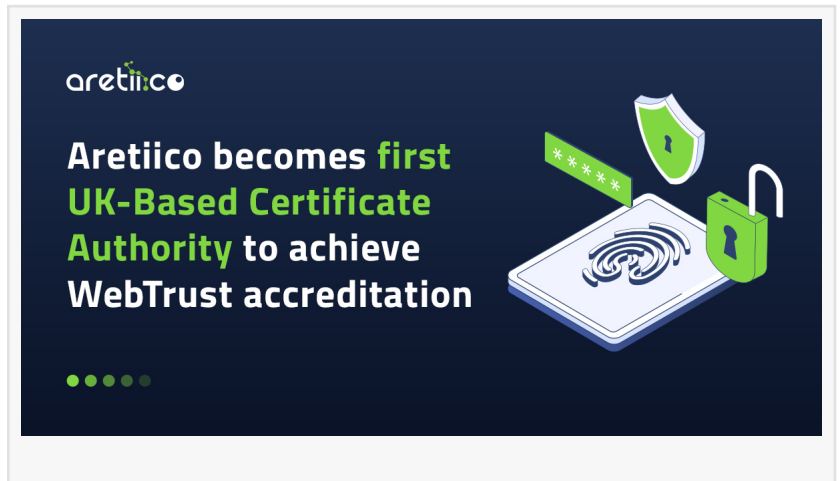 aretiico
Aretiico becomes first
UK-Based Certificate
Authority to achieve
WebTrust accreditation
*****